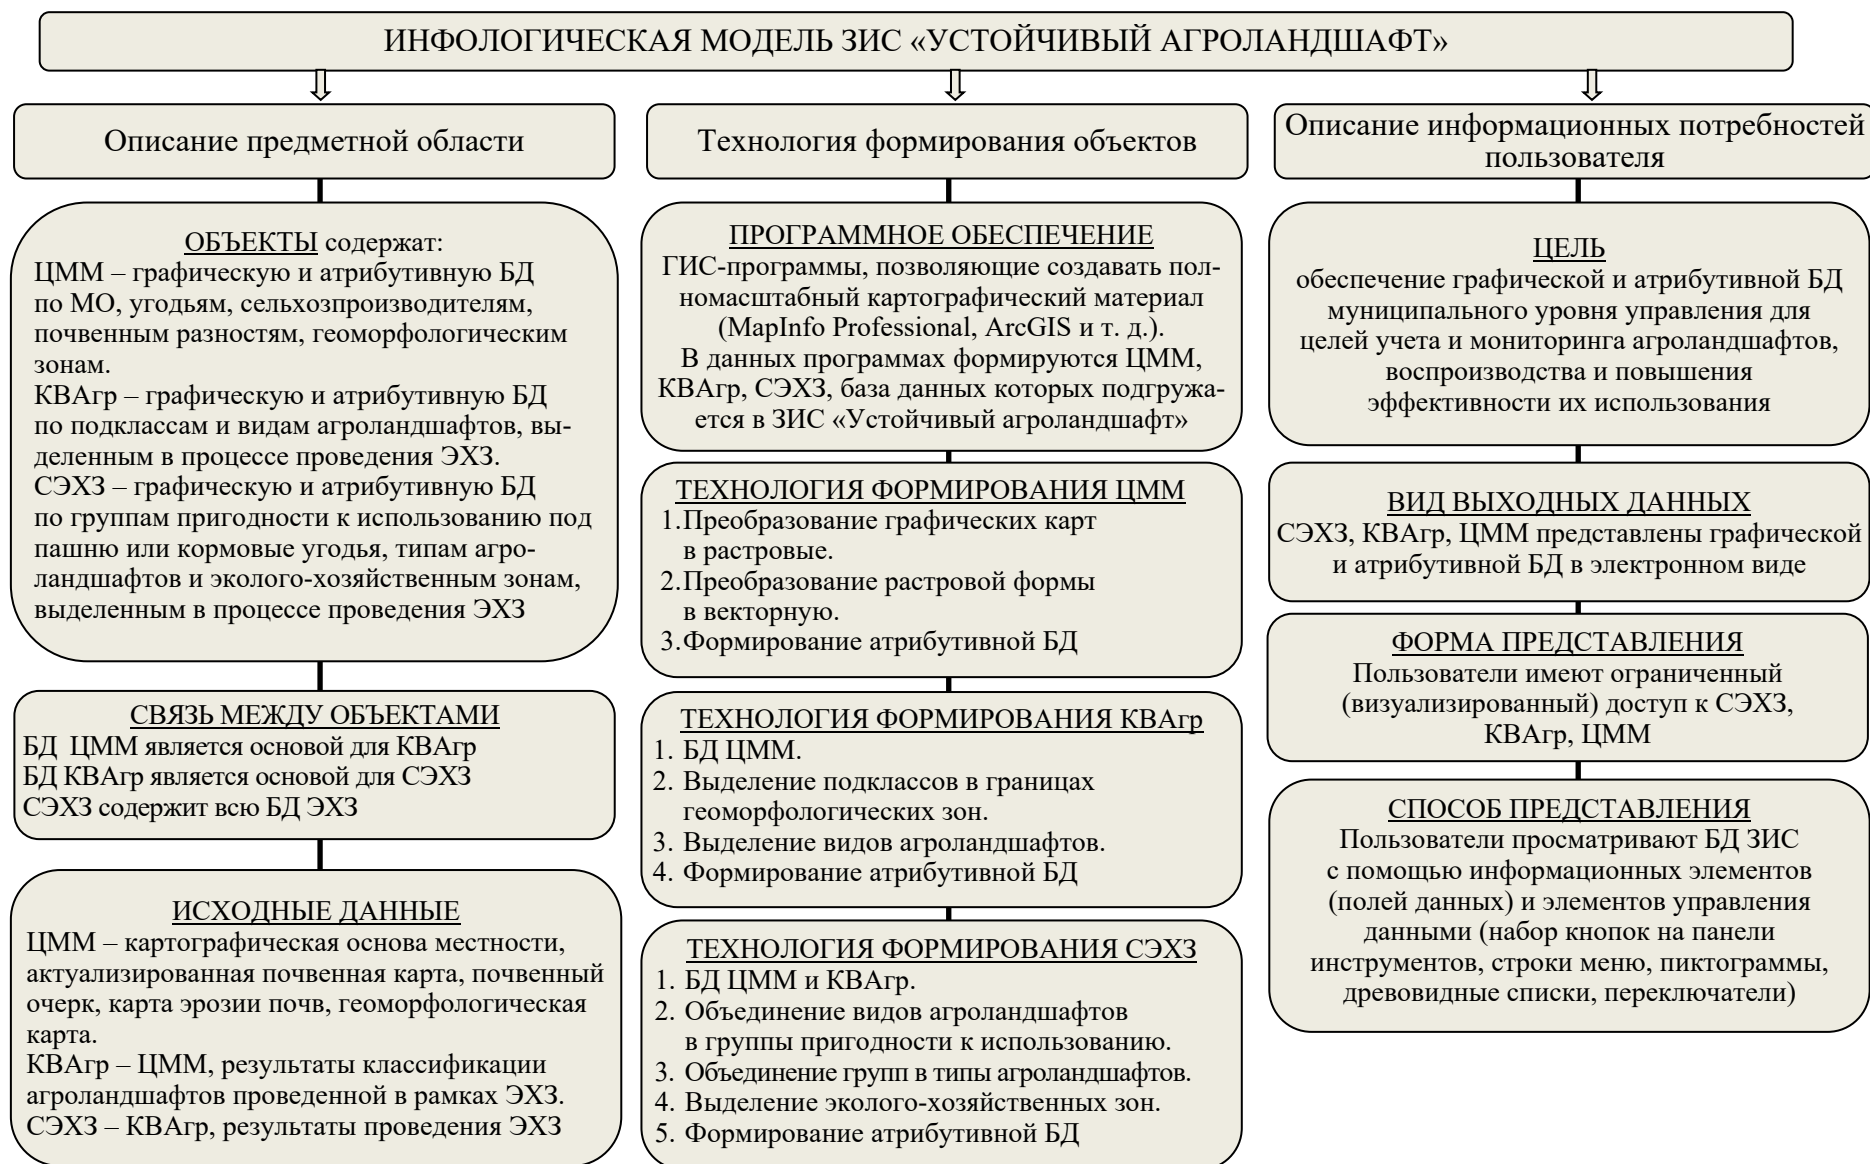 ИНФОЛОГИЧЕСКАЯ МОДЕЛЬ ЗИС «УСТОЙЧИВЫЙ АГРОЛАНДШАФТ»
Описание предметной области
ОБЪЕКТЫ содержат:
ЦММ – графическую и атрибутивную БД
по МО, угодьям, сельхозпроизводителям,
почвенным разностям, геоморфологическим
зонам.
КВАгр – графическую и атрибутивную БД
по подклассам и видам агроландшафтов, вы-
деленным в процессе проведения ЭХЗ.
СЭХЗ – графическую и атрибутивную БД
по группам пригодности к использованию под
пашню или кормовые угодья, типам агро-
ландшафтов и эколого-хозяйственным зонам,
выделенным в процессе проведения ЭХЗ
СВЯЗЬ МЕЖДУ ОБЪЕКТАМИ
БД ЦММ является основой для КВАгр
БД КВАгр является основой для СЭХЗ
СЭХЗ содержит всю БД ЭХЗ
ИСХОДНЫЕ ДАННЫЕ
ЦММ – картографическая основа местности,
актуализированная почвенная карта, почвенный
очерк, карта эрозии почв, геоморфологическая
карта.
КВАгр – ЦММ, результаты классификации
агроландшафтов проведенной в рамках ЭХЗ.
СЭХЗ – КВАгр, результаты проведения ЭХЗ
Технология формирования объектов
ПРОГРАММНОЕ ОБЕСПЕЧЕНИЕ
ГИС-программы, позволяющие создавать пол-
номасштабный картографический материал
(MapInfo Professional, ArcGIS и т. д.).
В данных программах формируются ЦММ,
КВАгр, СЭХЗ, база данных которых подгружа-
ется в ЗИС «Устойчивый агроландшафт»
ТЕХНОЛОГИЯ ФОРМИРОВАНИЯ ЦММ
1. Преобразование графических карт
в растровые.
2. Преобразование растровой формы
в векторную.
3. Формирование атрибутивной БД
ТЕХНОЛОГИЯ ФОРМИРОВАНИЯ КВАгр
1. БД ЦММ.
2. Выделение подклассов в границах
геоморфологических зон.
3. Выделение видов агроландшафтов.
4. Формирование атрибутивной БД
ТЕХНОЛОГИЯ ФОРМИРОВАНИЯ СЭХЗ
1. БД ЦММ и КВАгр.
2. Объединение видов агроландшафтов
в группы пригодности к использованию.
3. Объединение групп в типы агроландшафтов.
4. Выделение эколого-хозяйственных зон.
5. Формирование атрибутивной БД
Описание информационных потребностей
пользователя
ЦЕЛЬ
обеспечение графической и атрибутивной БД
муниципального уровня управления для
целей учета и мониторинга агроландшафтов,
воспроизводства и повышения
эффективности их использования
ВИД ВЫХОДНЫХ ДАННЫХ
СЭХЗ, КВАгр, ЦММ представлены графической
и атрибутивной БД в электронном виде
ФОРМА ПРЕДСТАВЛЕНИЯ
Пользователи имеют ограниченный
(визуализированный) доступ к СЭХЗ,
КВАгр, ЦММ
СПОСОБ ПРЕДСТАВЛЕНИЯ
Пользователи просматривают БД ЗИС
с помощью информационных элементов
(полей данных) и элементов управления
данными (набор кнопок на панели
инструментов, строки меню, пиктограммы,
древовидные списки, переключатели)